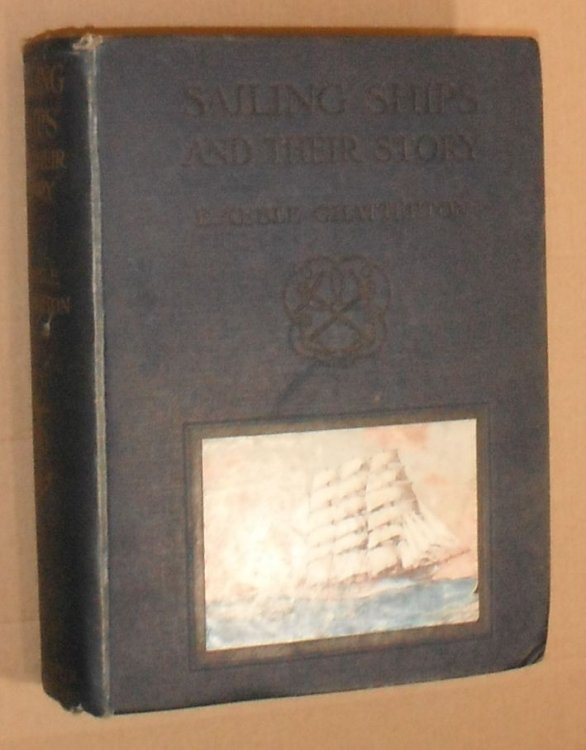 SAILING SHIPS
AND THEIR STORY
E. KEBLE CHATTERTON